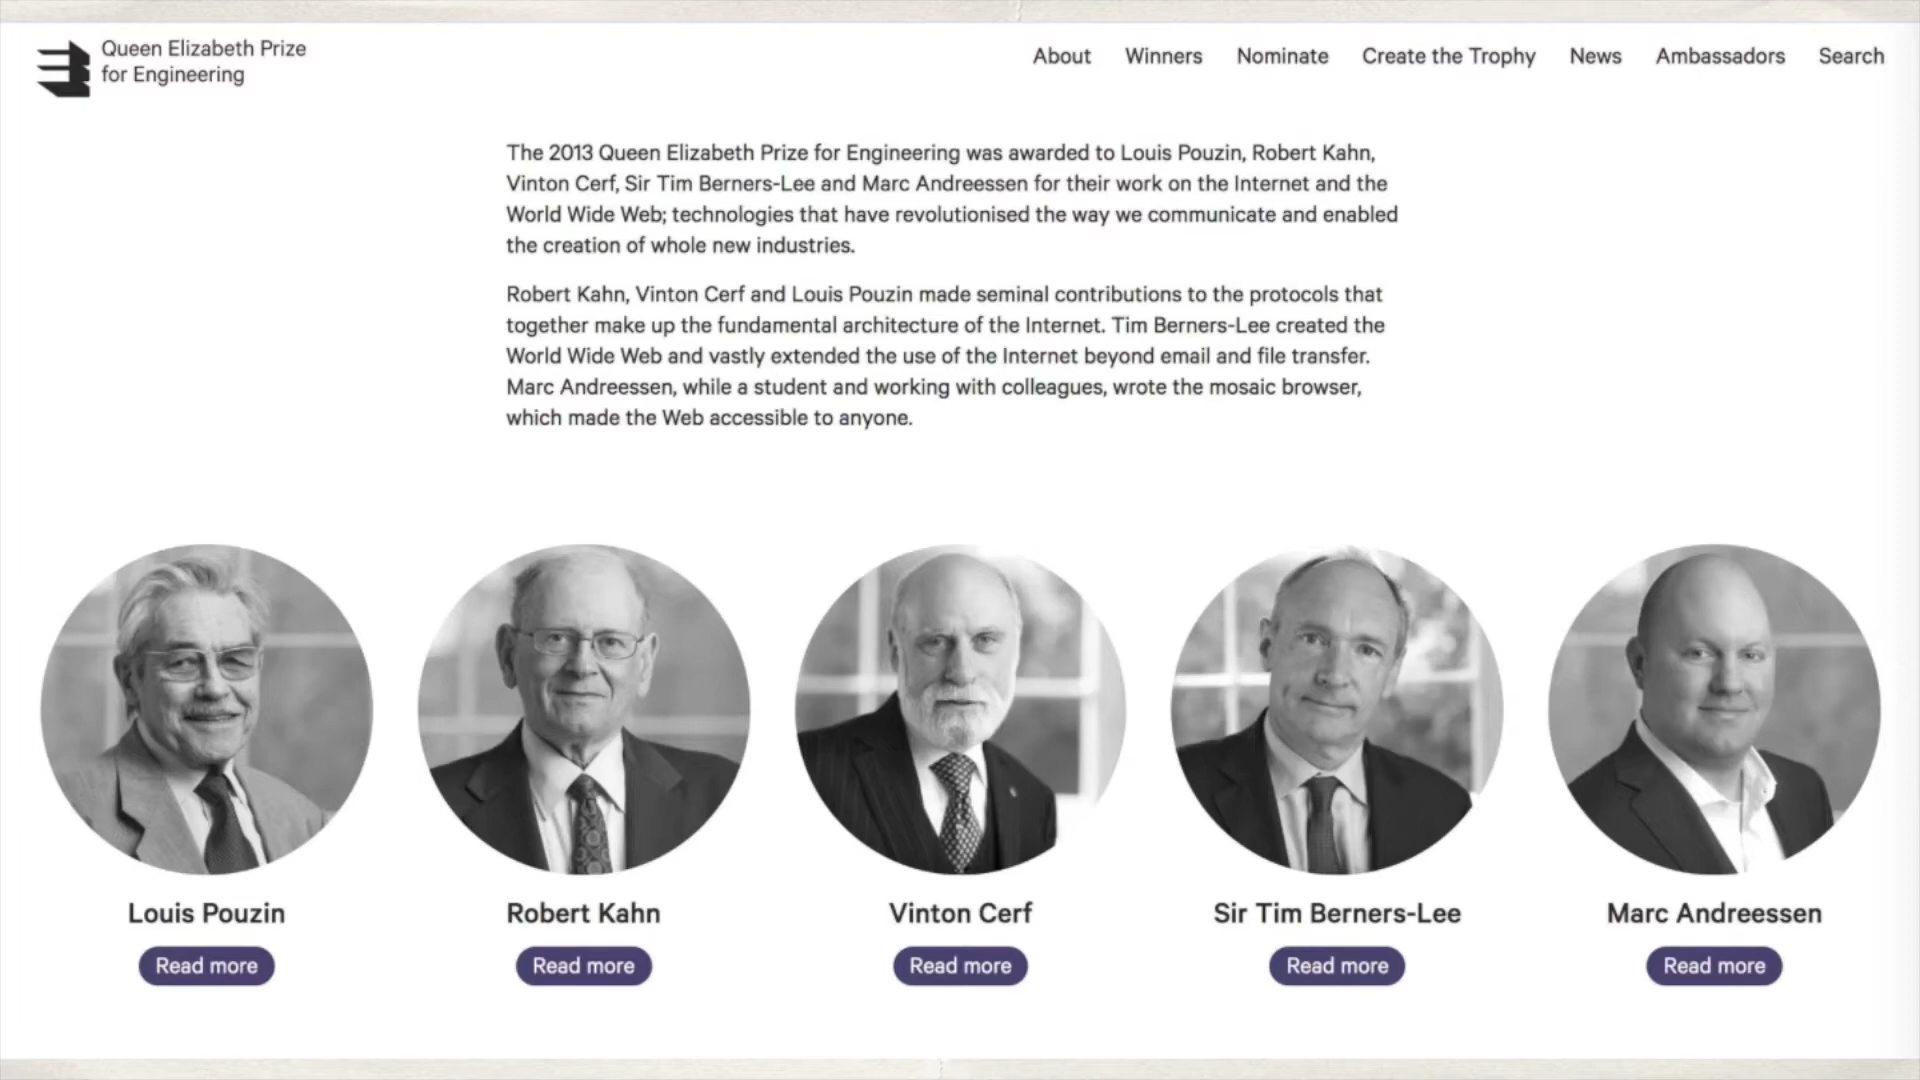 Queen Elizabeth Prize
for Engineering
About Winners Nominate Create the Trophy News Ambassadors Search
The 2013 Queen Elizabeth Prize for Engineering was awarded to Louis Pouzin, Robert Kahn,
Vinton Cerf, Sir Tim Berners-Lee and Marc Andreessen for their work on the Internet and the
World Wide Web; technologies that have revolutionised the way we communicate and enabled
the creation of whole new industries.
Robert Kahn, Vinton Cerf and Louis Pouzin made seminal contributions to the protocols that
together make up the fundamental architecture of the Internet. Tim Berners-Lee created the
World Wide Web and vastly extended the use of the Internet beyond email and file transfer.
Marc Andreessen, while a student and working with colleagues, wrote the mosaic browser,
which made the Web accessible to anyone.
Louis Pouzin Robert Kahn Vinton Cerf Sir Tim Berners-Lee Marc Andreessen
Read more Read more Read more Read more Read more